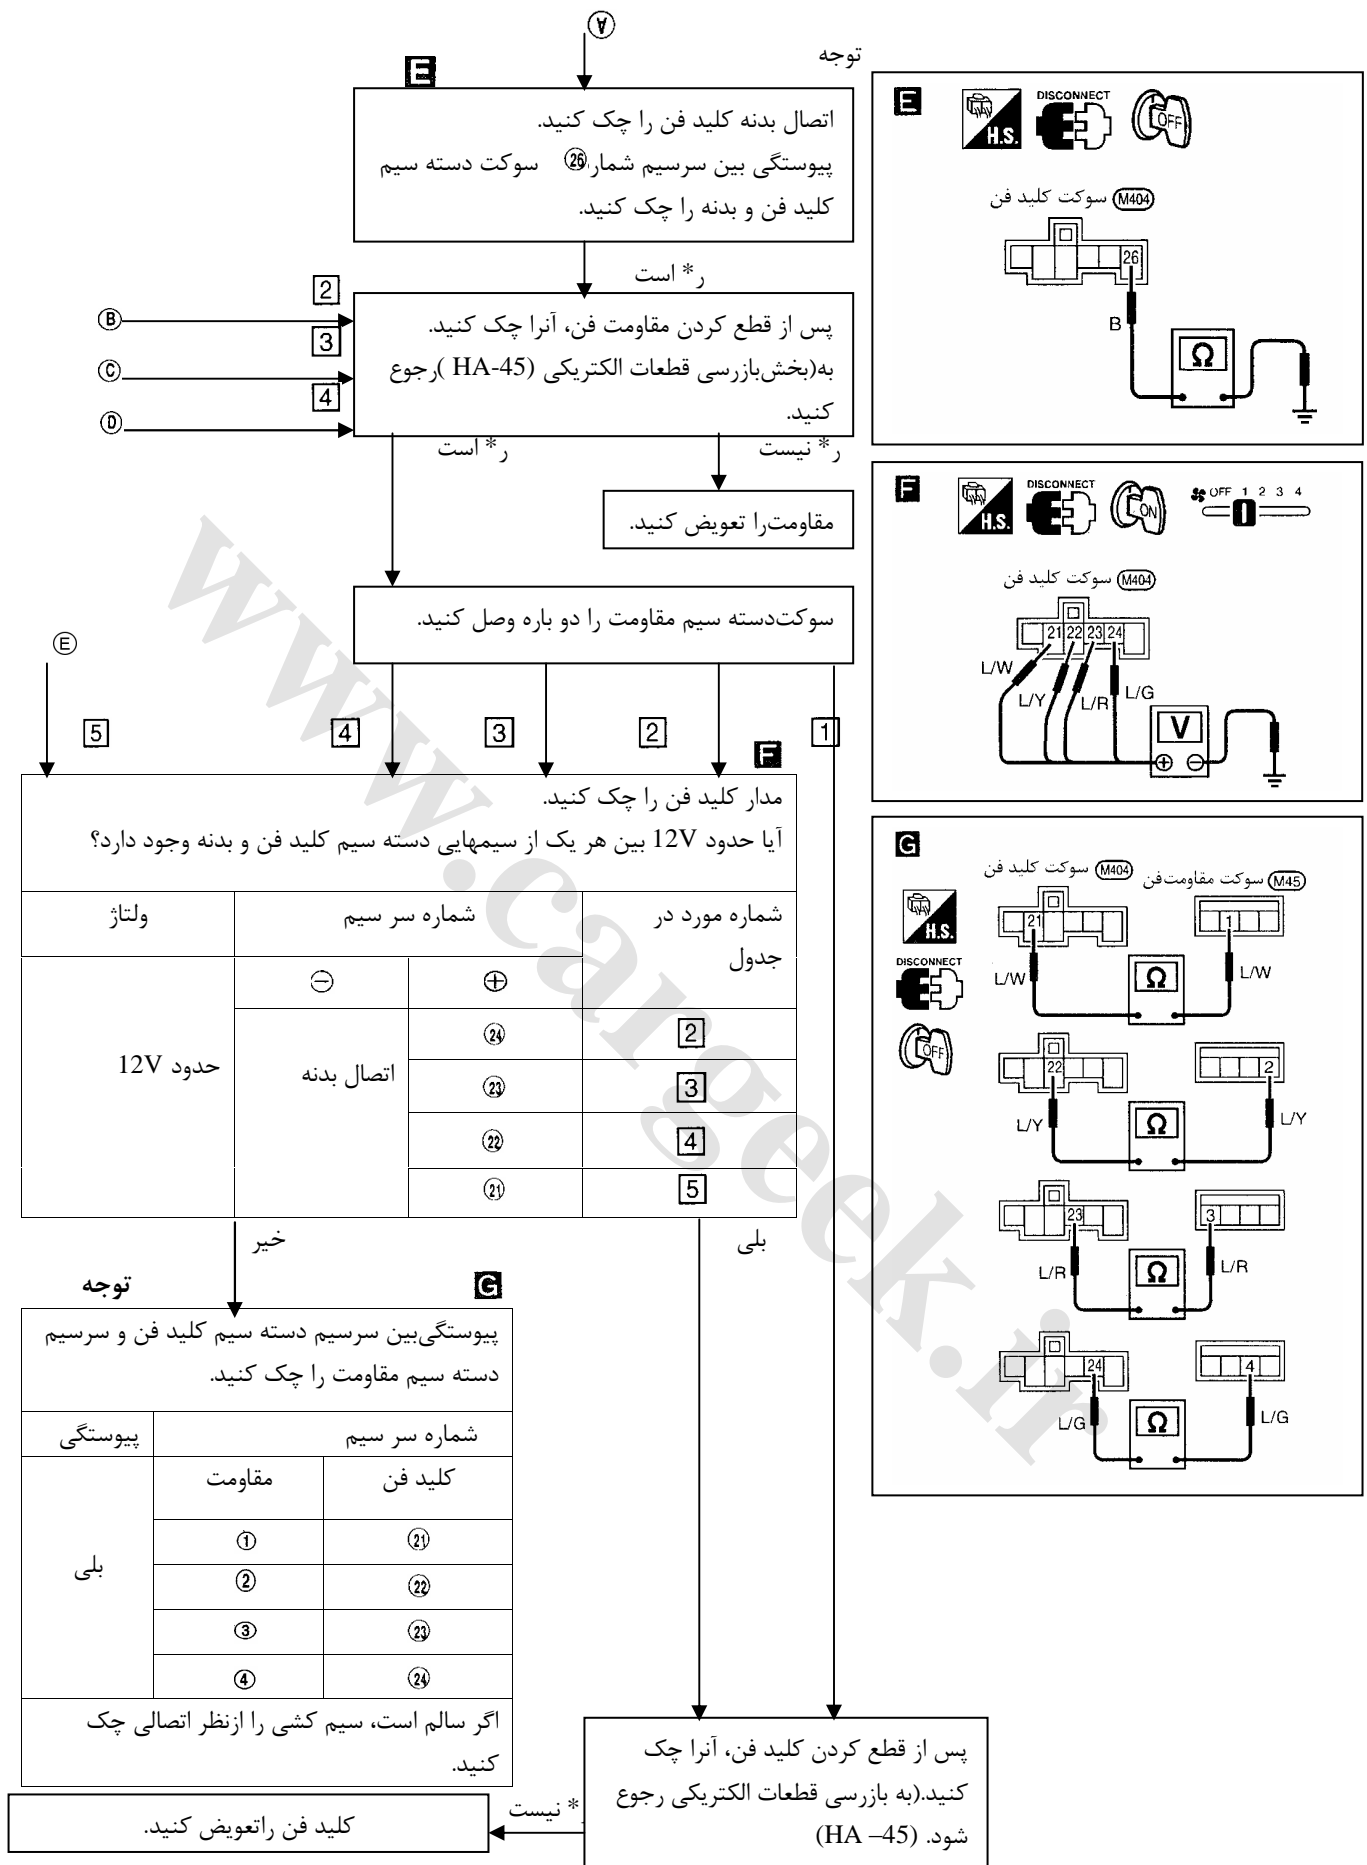 A
توجه
E
اتصال بدنه کلید فن را چک کنید.
پیوستگی بین سرسیم شماره 26 سوکت دسته سیم
کلید فن و بدنه را چک کنید.
ر* است
2
B
3
C
4
D
پس از قطع کردن مقاومت فن، آنرا چک کنید.
به(بخش‌بازرسی قطعات الکتریکی (HA-45 )رجوع
کنید.
ر* است
ر* نیست
مقاومت‌را تعویض کنید.
سوکت‌دسته سیم مقاومت را دو باره وصل کنید.
E
5
4
3
2
1
F
مدار کلید فن را چک کنید.
آیا حدود 12V بین هر یک از سیمهایی دسته سیم کلید فن و بدنه وجود دارد؟
شماره مورد در جدول
شماره سر سیم
ولتاژ
⊕
⊖
2
24
3
23
4
22
5
21
اتصال بدنه
حدود 12V
خیر
بلی
توجه
G
پیوستگی‌بین سرسیم دسته سیم کلید فن و سرسیم
دسته سیم مقاومت را چک کنید.
شماره سر سیم
پیوستگی
کلید فن
مقاومت
21
1
22
2
23
3
24
4
بلی
اگر سالم است، سیم کشی را ازنظر اتصالی چک
کنید.
پس از قطع کردن کلید فن، آنرا چک
کنید.(به بازرسی قطعات الکتریکی رجوع
شود. (HA –45)
ر* نیست
کلید فن راتعویض کنید.
E
H.S.
DISCONNECT
OFF
سوکت کلید فن M404
26
B
Ω
F
H.S.
DISCONNECT
ON
OFF 1 2 3 4
سوکت کلید فن M404
21 22 23 24
L/W
L/Y
L/R
L/G
V
⊕ ⊖
G
H.S.
DISCONNECT
OFF
سوکت کلید فن M404
سوکت مقاومت‌فن M45
21
1
L/W
Ω
L/W
22
2
L/Y
Ω
L/Y
23
3
L/R
Ω
L/R
24
4
L/G
Ω
L/G
www.cargeek.ir